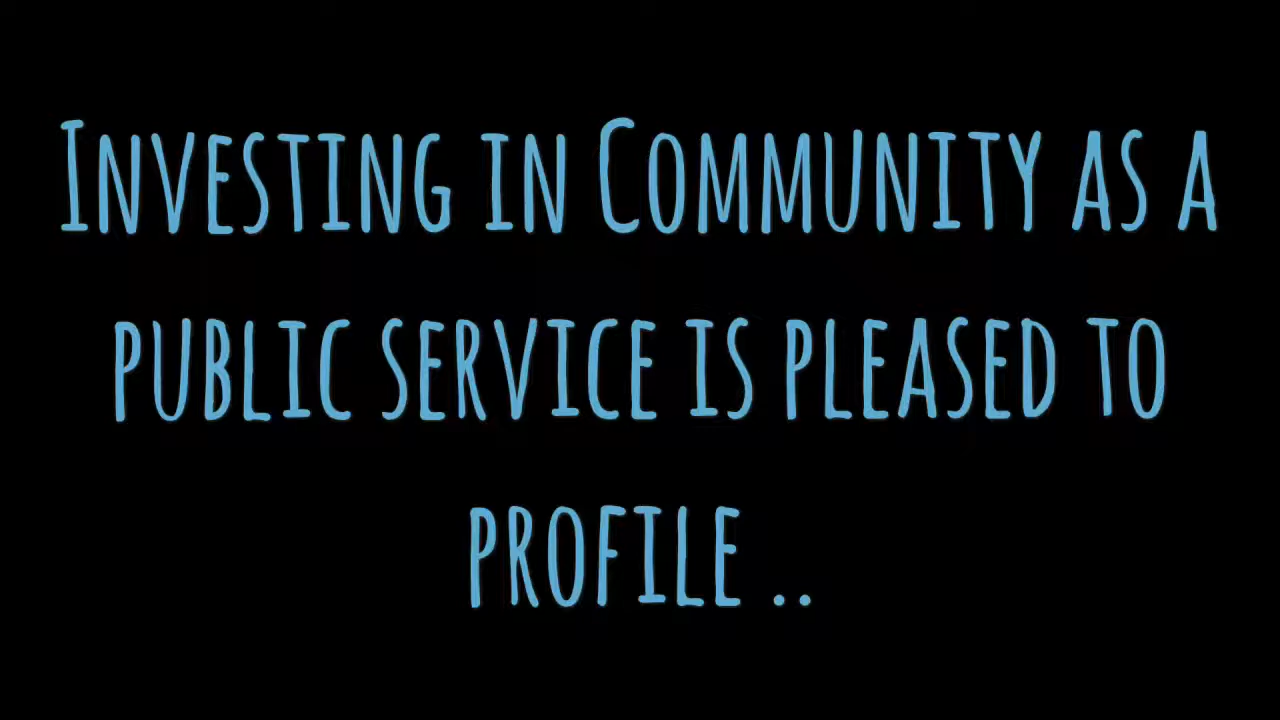 Investing in Community as a
public service is pleased to
profile ..